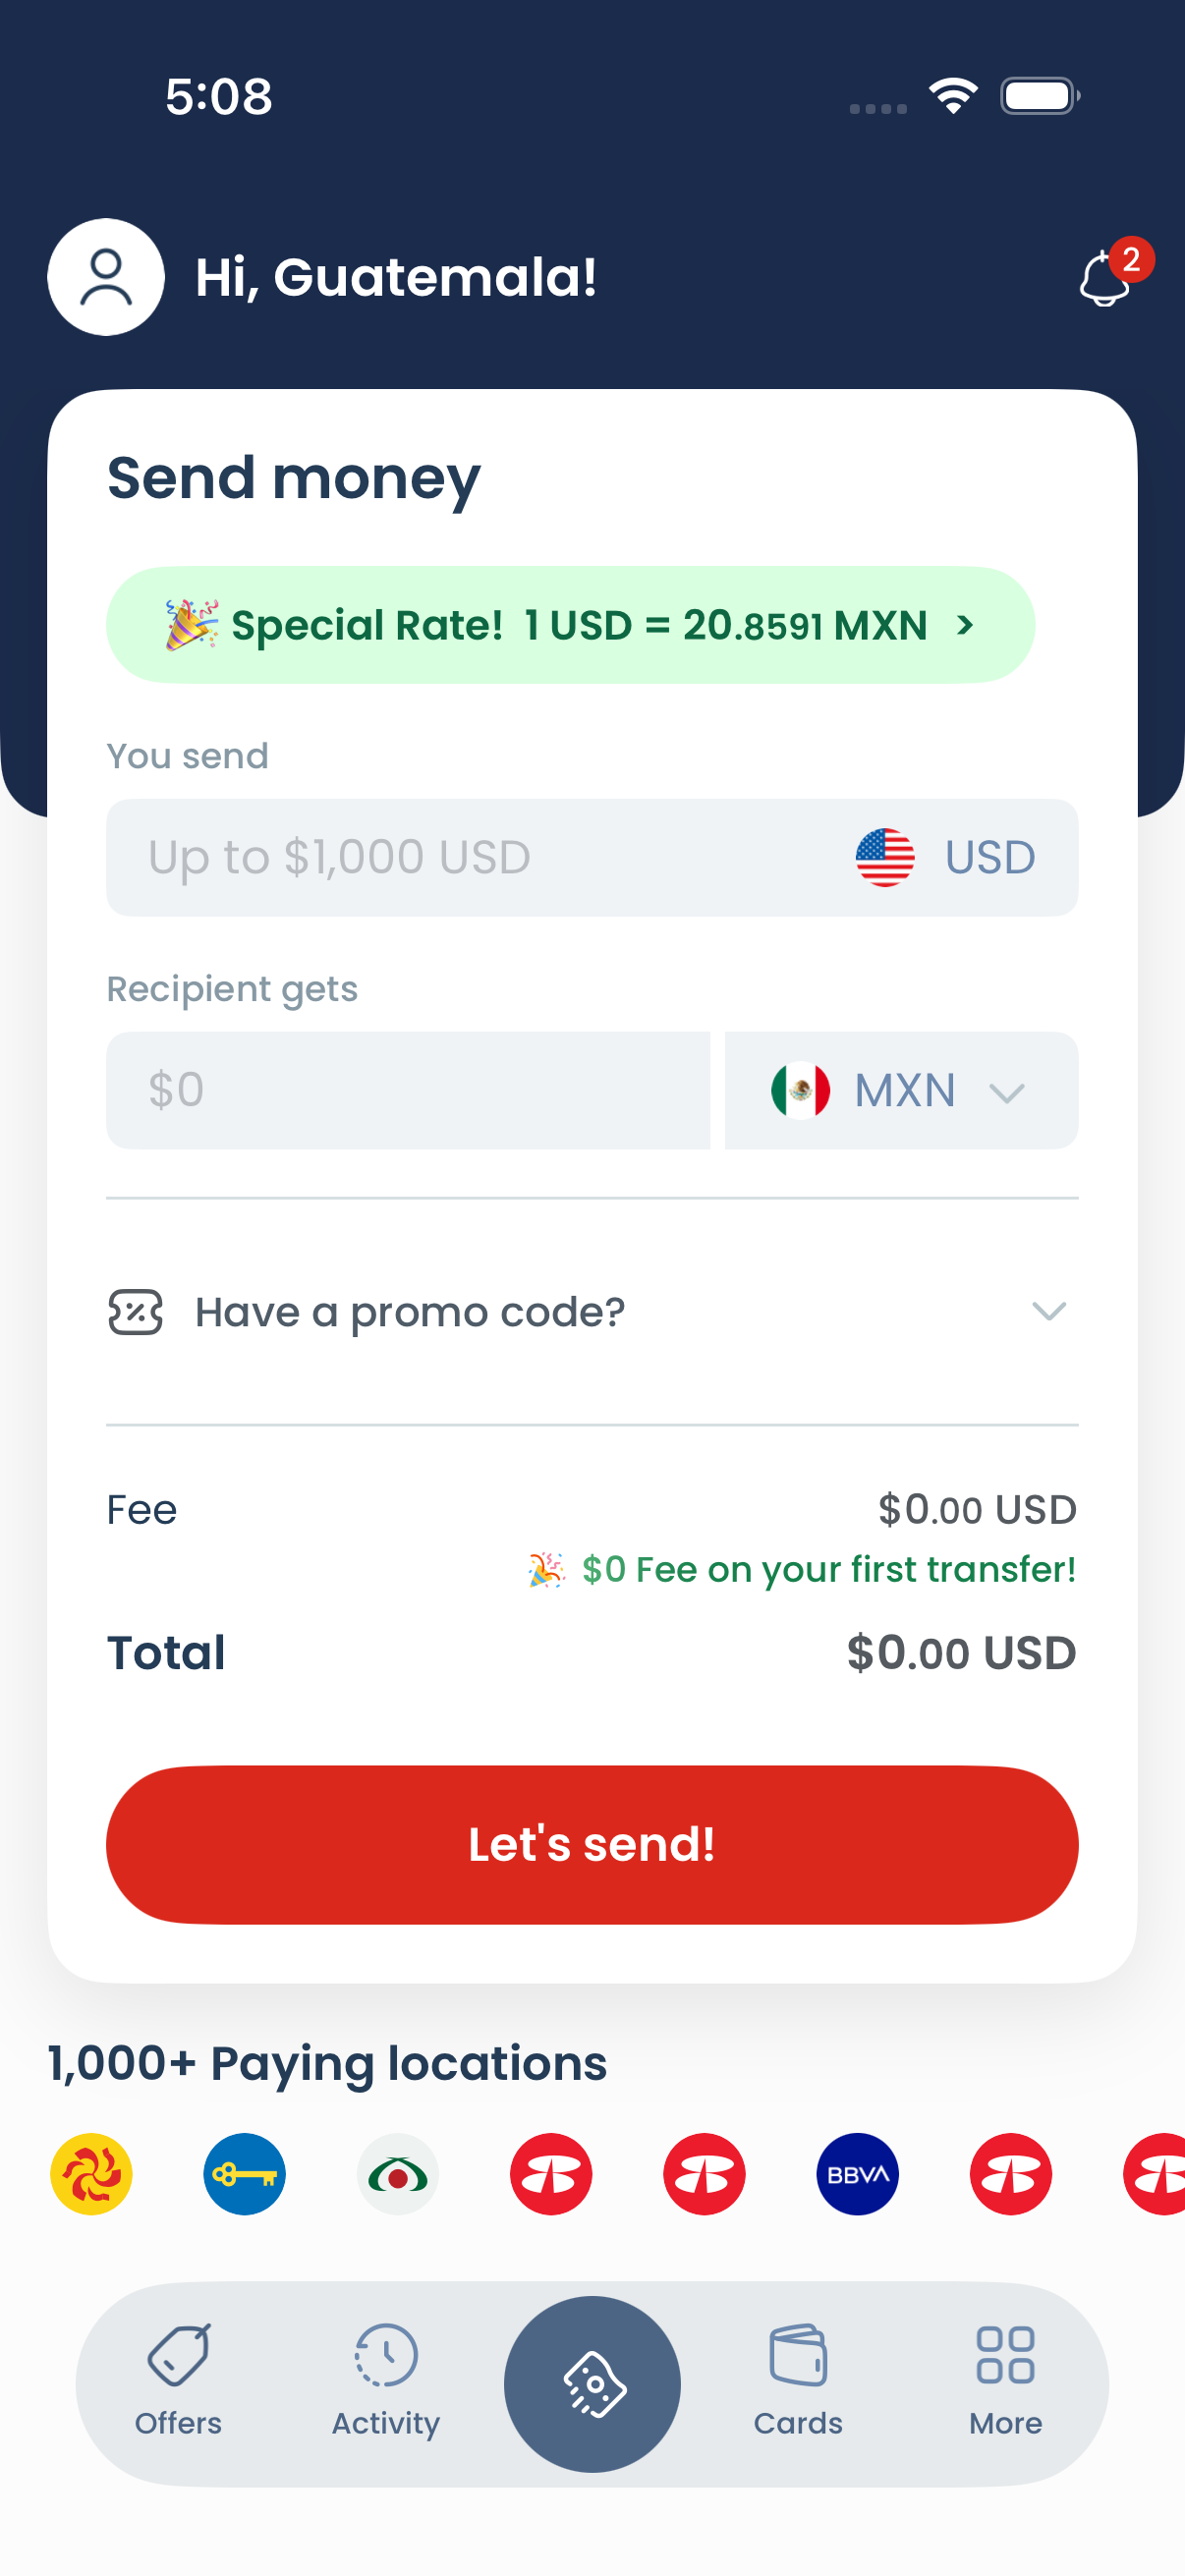 5:08
Hi, Guatemala!
2
Send money
🎉 Special Rate! 1 USD = 20.8591 MXN >
You send
Up to $1,000 USD
USD
Recipient gets
$0
MXN
Have a promo code?
Fee
$0.00 USD
🎉 $0 Fee on your first transfer!
Total
$0.00 USD
Let's send!
1,000+ Paying locations
BBVA
Offers
Activity
Cards
More